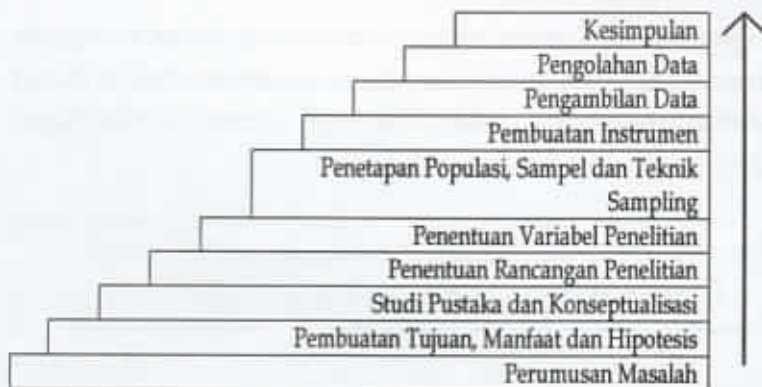 Kesimpulan
Pengolahan Data
Pengambilan Data
Pembuatan Instrumen
Penetapan Populasi, Sampel dan Teknik
Sampling
Penentuan Variabel Penelitian
Penentuan Rancangan Penelitian
Studi Pustaka dan Konseptualisasi
Pembuatan Tujuan, Manfaat dan Hipotesis
Perumusan Masalah